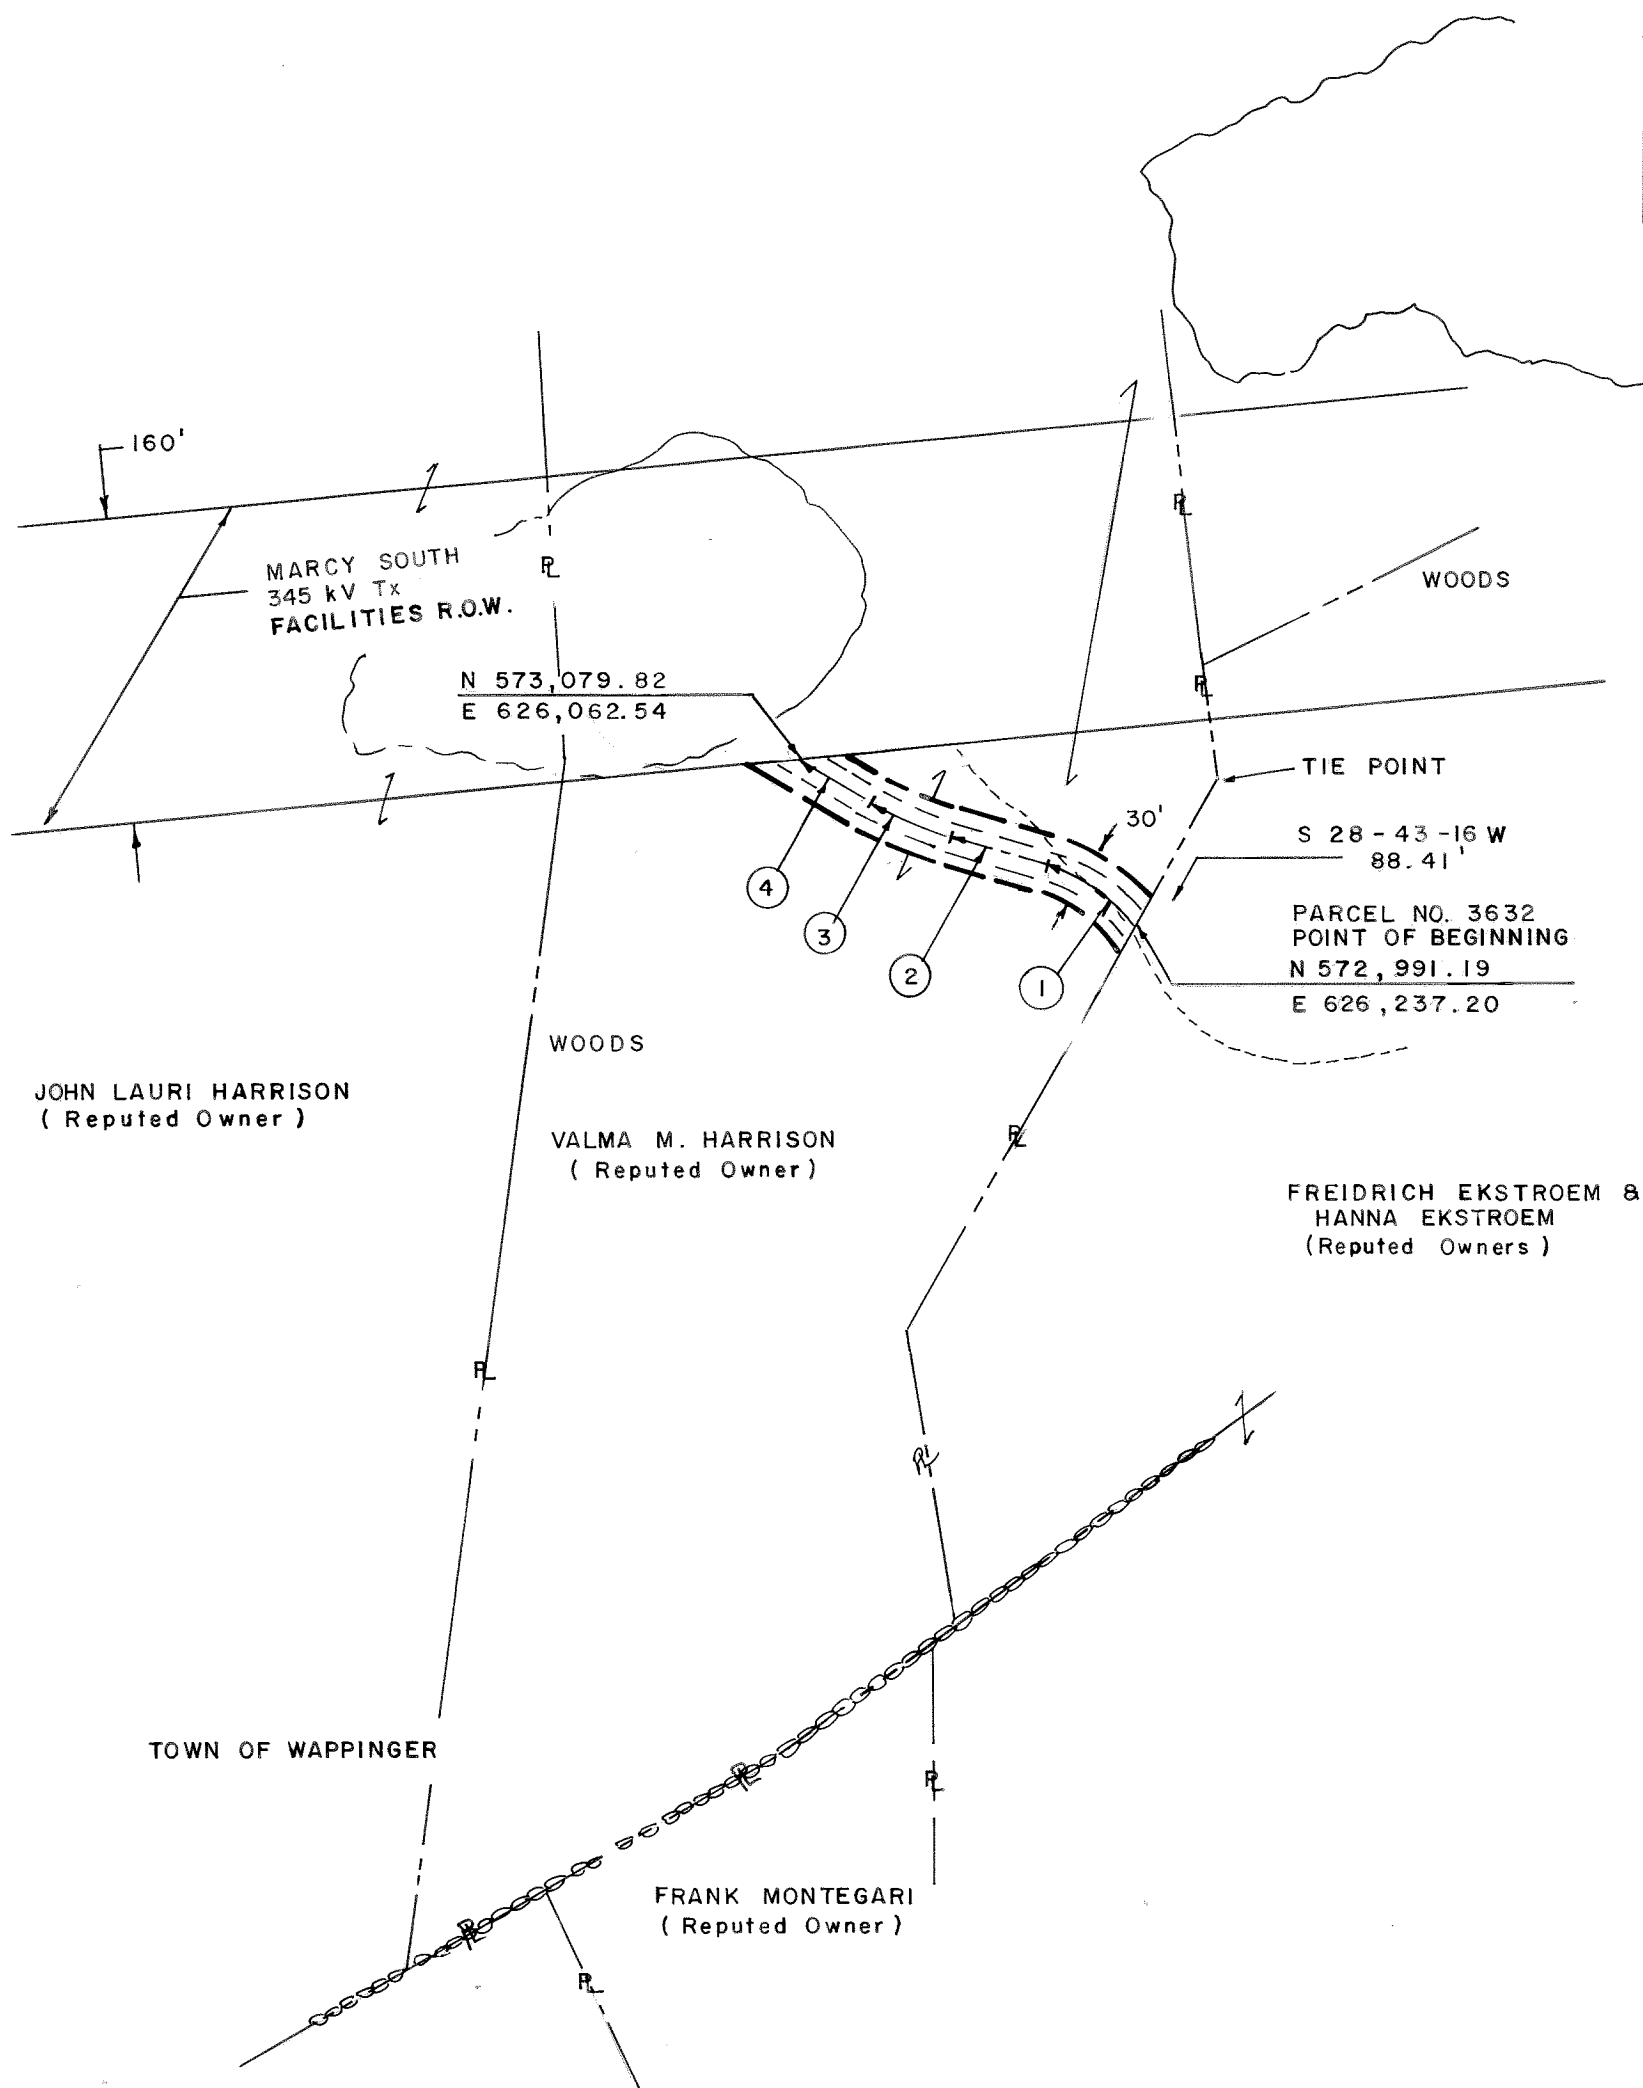 160'
MARCY SOUTH
345 kV Tx
FACILITIES R.O.W.
PL
PL
WOODS
N 573,079.82
E 626,062.54
PL
TIE POINT
30'
S 28-43-16 W
88.41'
4
3
2
1
PARCEL NO. 3632
POINT OF BEGINNING
N 572,991.19
E 626,237.20
WOODS
JOHN LAURI HARRISON
( Reputed Owner )
VALMA M. HARRISON
( Reputed Owner )
PL
FREIDRICH EKSTROEM &
HANNA EKSTROEM
(Reputed Owners )
PL
PL
TOWN OF WAPPINGER
PL
PL
FRANK MONTEGARI
( Reputed Owner )
PL
PL